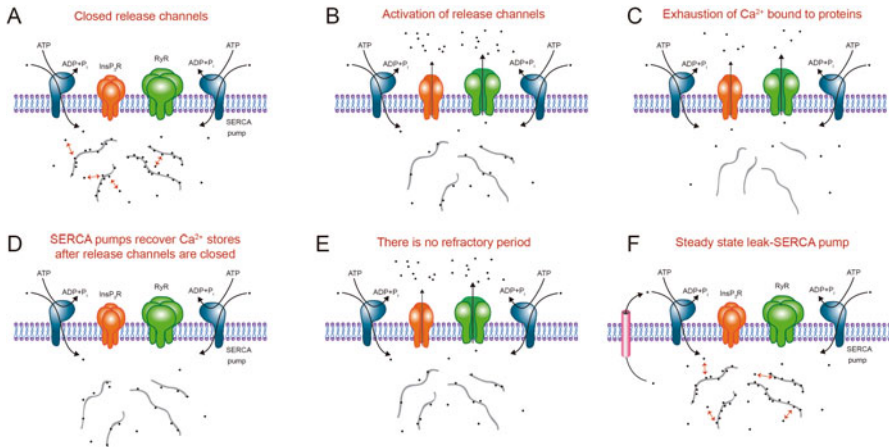 A
Closed release channels
ATP
ADP+Pi
InsP3R
RyR
ADP+Pi
ATP
SERCA
pump
B
Activation of release channels
ATP
ADP+Pi
ADP+Pi
ATP
C
Exhaustion of Ca²⁺ bound to proteins
ATP
ADP+Pi
ADP+Pi
ATP
D
SERCA pumps recover Ca²⁺ stores
after release channels are closed
ATP
ADP+Pi
InsP3R
RyR
ADP+Pi
ATP
SERCA
pump
E
There is no refractory period
ATP
ADP+Pi
ADP+Pi
ATP
F
Steady state leak-SERCA pump
ATP
ADP+Pi
InsP3R
RyR
ADP+Pi
ATP
SERCA
pump